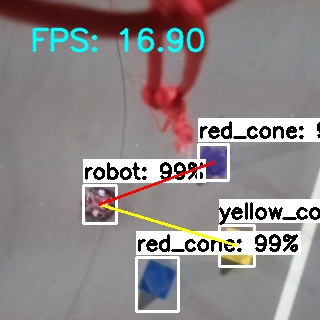 FPS: 16.90
red_cone: 9
robot: 99%
yellow_co
red_cone: 99%